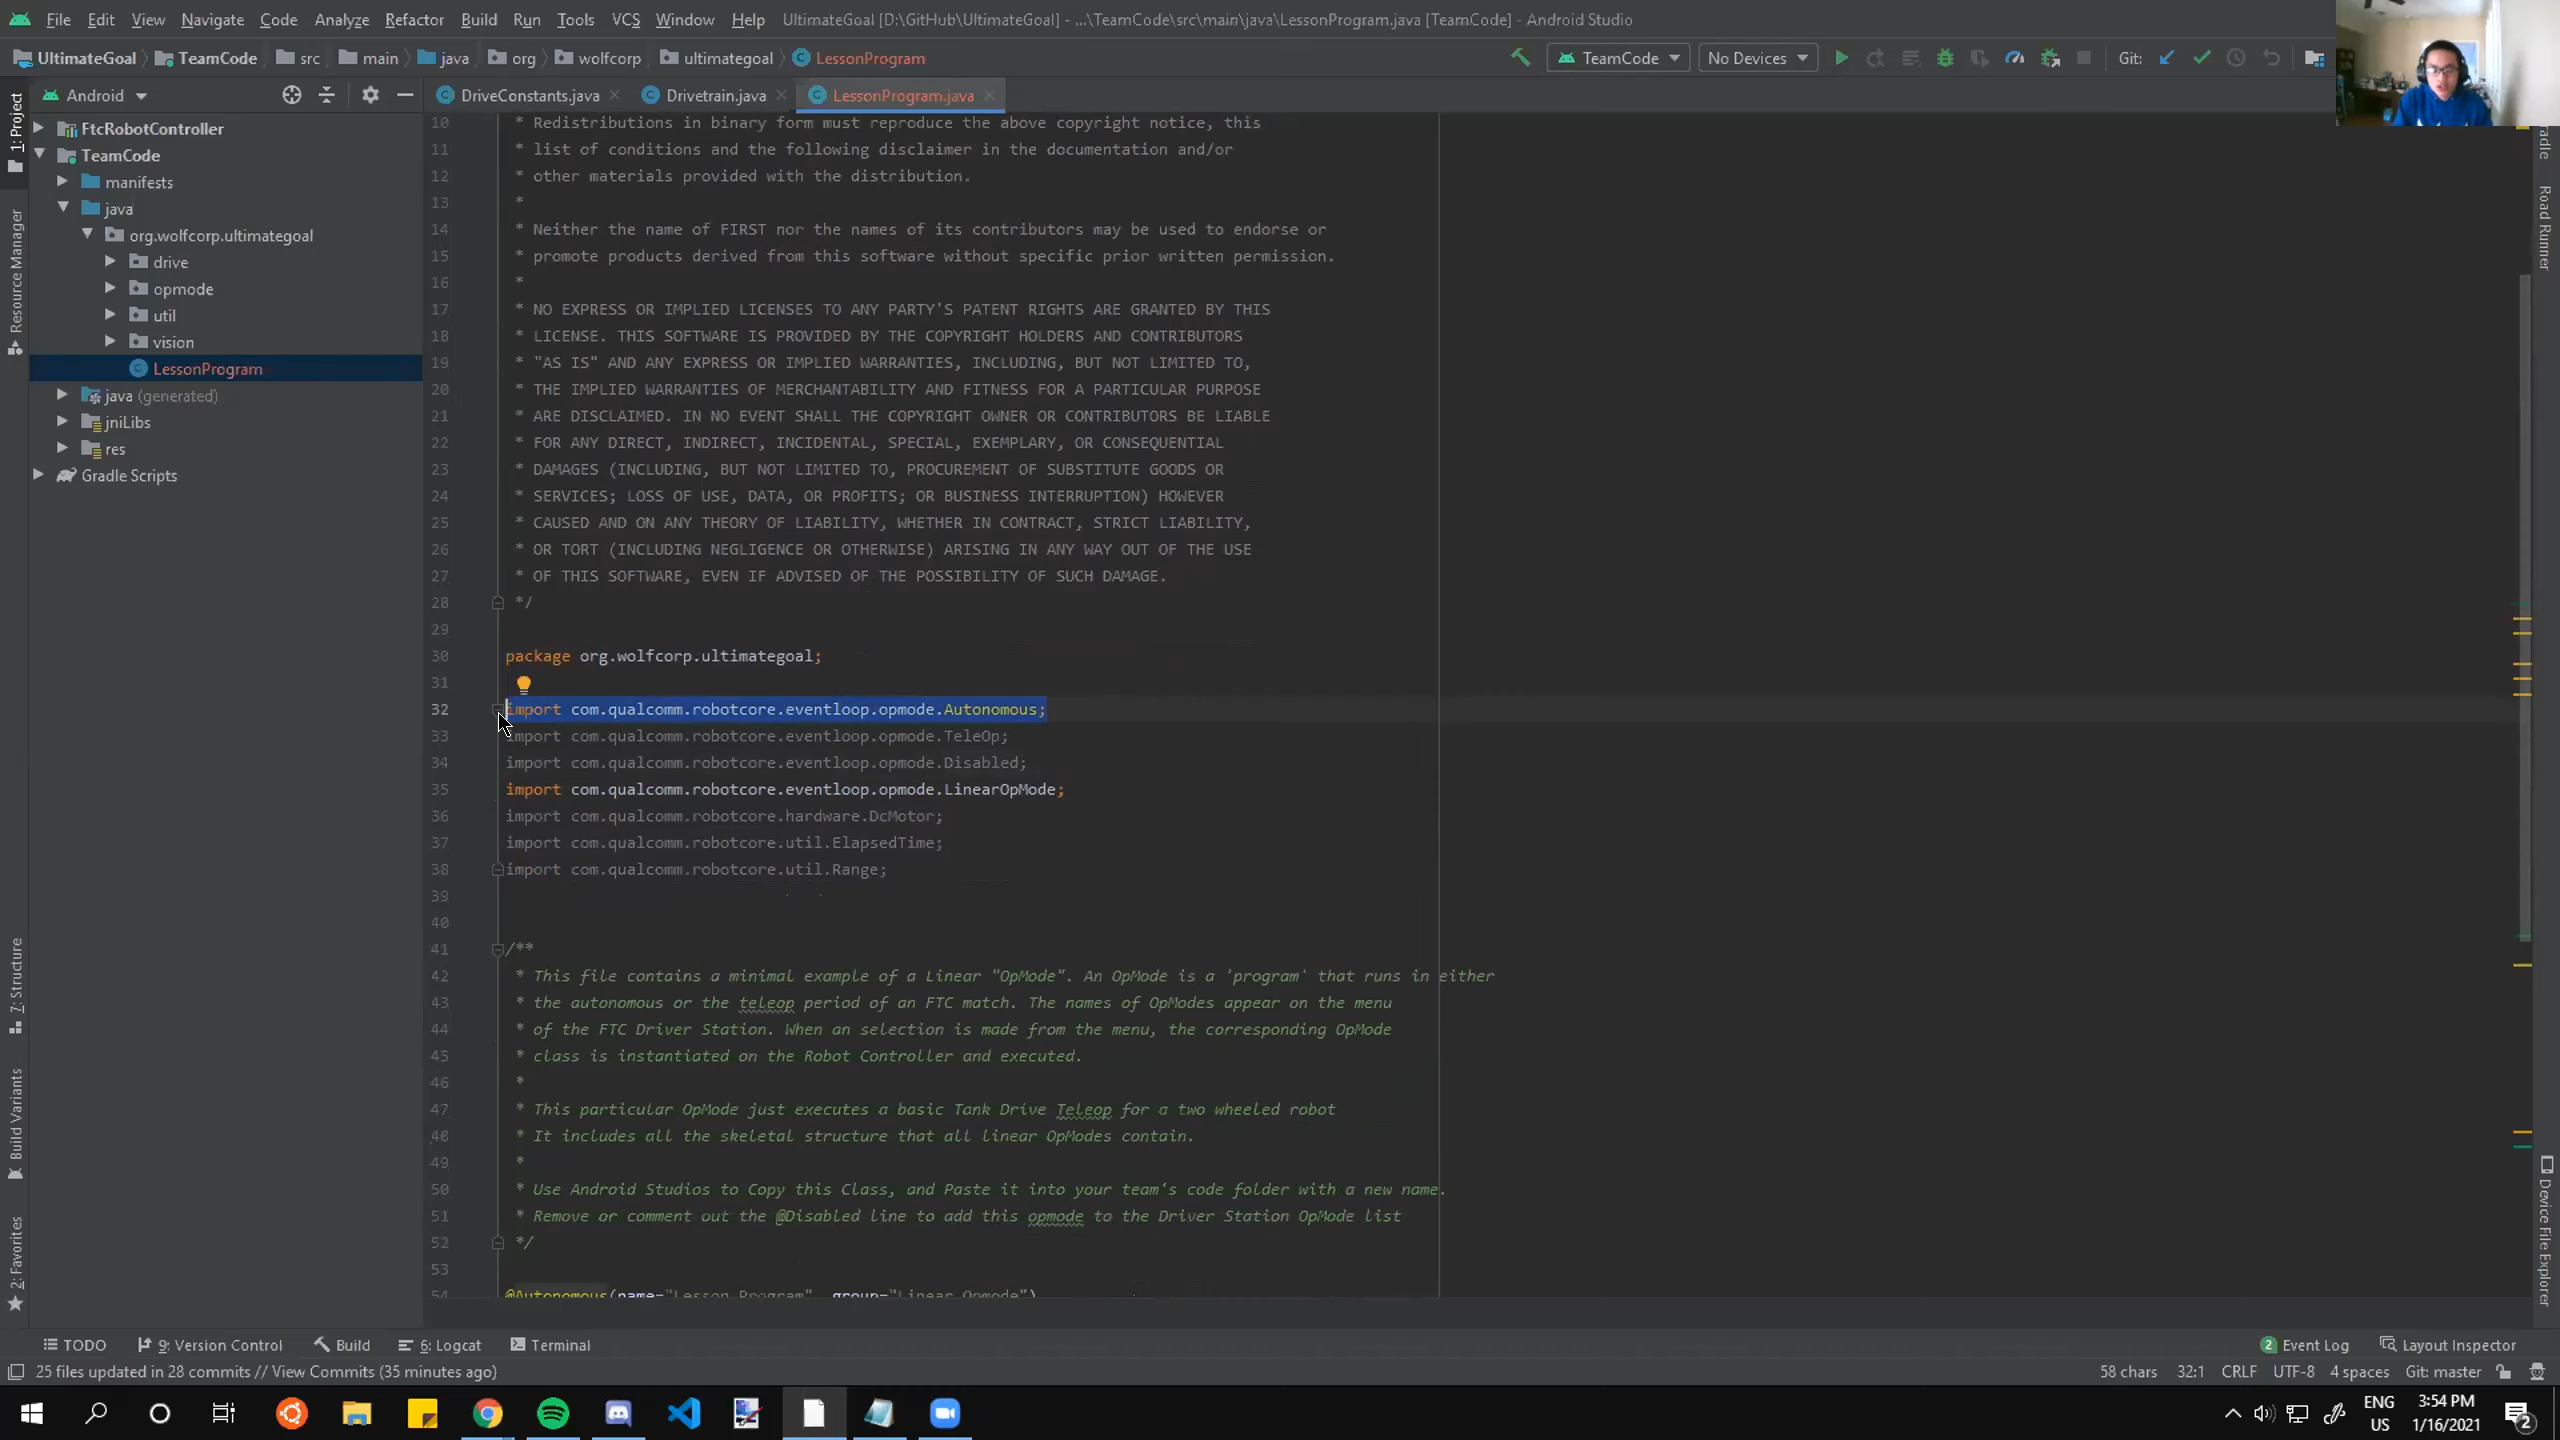 File Edit View Navigate Code Analyze Refactor Build Run Tools VCS Window Help UltimateGoal [D:\GitHub\UltimateGoal] - ...\TeamCode\src\main\java\LessonProgram.java [TeamCode] - Android Studio
UltimateGoal TeamCode src main java org wolfcorp ultimategoal LessonProgram TeamCode No Devices Git:
Android DriveConstants.java Drivetrain.java LessonProgram.java
1: Project
Resource Manager
7: Structure
Build Variants
2: Favorites
FtcRobotController
TeamCode
manifests
java
org.wolfcorp.ultimategoal
drive
opmode
util
vision
LessonProgram
java (generated)
jniLibs
res
Gradle Scripts
10 * Redistributions in binary form must reproduce the above copyright notice, this
11 * list of conditions and the following disclaimer in the documentation and/or
12 * other materials provided with the distribution.
13 *
14 * Neither the name of FIRST nor the names of its contributors may be used to endorse or
15 * promote products derived from this software without specific prior written permission.
16 *
17 * NO EXPRESS OR IMPLIED LICENSES TO ANY PARTY'S PATENT RIGHTS ARE GRANTED BY THIS
18 * LICENSE. THIS SOFTWARE IS PROVIDED BY THE COPYRIGHT HOLDERS AND CONTRIBUTORS
19 * "AS IS" AND ANY EXPRESS OR IMPLIED WARRANTIES, INCLUDING, BUT NOT LIMITED TO,
20 * THE IMPLIED WARRANTIES OF MERCHANTABILITY AND FITNESS FOR A PARTICULAR PURPOSE
21 * ARE DISCLAIMED. IN NO EVENT SHALL THE COPYRIGHT OWNER OR CONTRIBUTORS BE LIABLE
22 * FOR ANY DIRECT, INDIRECT, INCIDENTAL, SPECIAL, EXEMPLARY, OR CONSEQUENTIAL
23 * DAMAGES (INCLUDING, BUT NOT LIMITED TO, PROCUREMENT OF SUBSTITUTE GOODS OR
24 * SERVICES; LOSS OF USE, DATA, OR PROFITS; OR BUSINESS INTERRUPTION) HOWEVER
25 * CAUSED AND ON ANY THEORY OF LIABILITY, WHETHER IN CONTRACT, STRICT LIABILITY,
26 * OR TORT (INCLUDING NEGLIGENCE OR OTHERWISE) ARISING IN ANY WAY OUT OF THE USE
27 * OF THIS SOFTWARE, EVEN IF ADVISED OF THE POSSIBILITY OF SUCH DAMAGE.
28 */
29
30 package org.wolfcorp.ultimategoal;
31
32 import com.qualcomm.robotcore.eventloop.opmode.Autonomous;
33 import com.qualcomm.robotcore.eventloop.opmode.TeleOp;
34 import com.qualcomm.robotcore.eventloop.opmode.Disabled;
35 import com.qualcomm.robotcore.eventloop.opmode.LinearOpMode;
36 import com.qualcomm.robotcore.hardware.DcMotor;
37 import com.qualcomm.robotcore.util.ElapsedTime;
38 import com.qualcomm.robotcore.util.Range;
39
40
41 /**
42 * This file contains a minimal example of a Linear "OpMode". An OpMode is a 'program' that runs in either
43 * the autonomous or the teleop period of an FTC match. The names of OpModes appear on the menu
44 * of the FTC Driver Station. When an selection is made from the menu, the corresponding OpMode
45 * class is instantiated on the Robot Controller and executed.
46 *
47 * This particular OpMode just executes a basic Tank Drive Teleop for a two wheeled robot
48 * It includes all the skeletal structure that all linear OpModes contain.
49 *
50 * Use Android Studios to Copy this Class, and Paste it into your team's code folder with a new name.
51 * Remove or comment out the @Disabled line to add this opmode to the Driver Station OpMode list
52 */
53
54 @Autonomous(name="Lesson Program", group="Linear Opmode")
Road Runner
Device File Explorer
TODO 9: Version Control Build 6: Logcat Terminal 2 Event Log Layout Inspector
25 files updated in 28 commits // View Commits (35 minutes ago) 58 chars 32:1 CRLF UTF-8 4 spaces Git: master
ENG
US
3:54 PM
1/16/2021
2